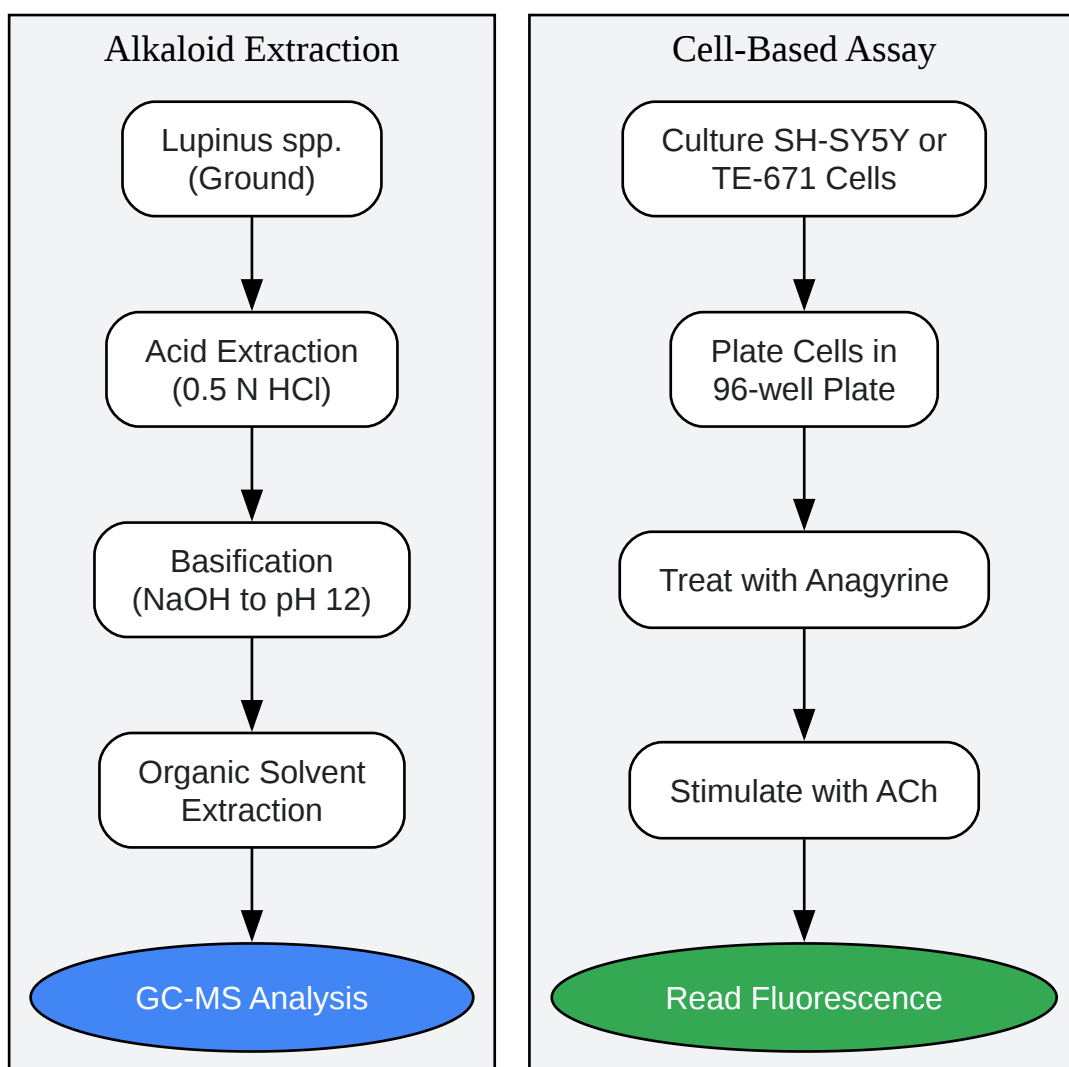 Alkaloid Extraction
Lupinus spp.
(Ground)
Acid Extraction
(0.5 N HCl)
Basification
(NaOH to pH 12)
Organic Solvent
Extraction
GC-MS Analysis
Cell-Based Assay
Culture SH-SY5Y or
TE-671 Cells
Plate Cells in
96-well Plate
Treat with Anagyrine
Stimulate with ACh
Read Fluorescence